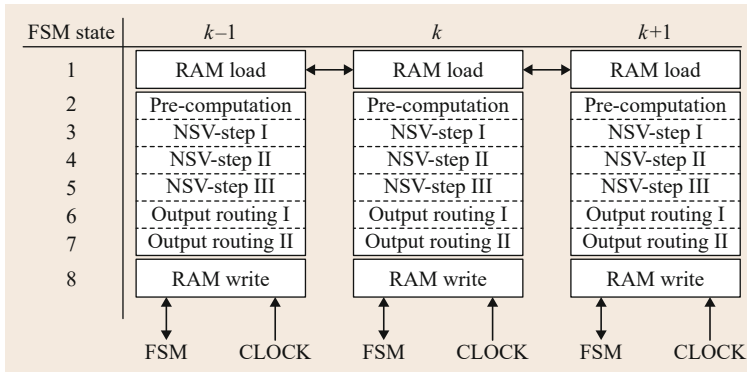 FSM state k–1 k k+1
1 RAM load RAM load RAM load
2 Pre-computation Pre-computation Pre-computation
3 NSV-step I NSV-step I NSV-step I
4 NSV-step II NSV-step II NSV-step II
5 NSV-step III NSV-step III NSV-step III
6 Output routing I Output routing I Output routing I
7 Output routing II Output routing II Output routing II
8 RAM write RAM write RAM write
FSM CLOCK FSM CLOCK FSM CLOCK